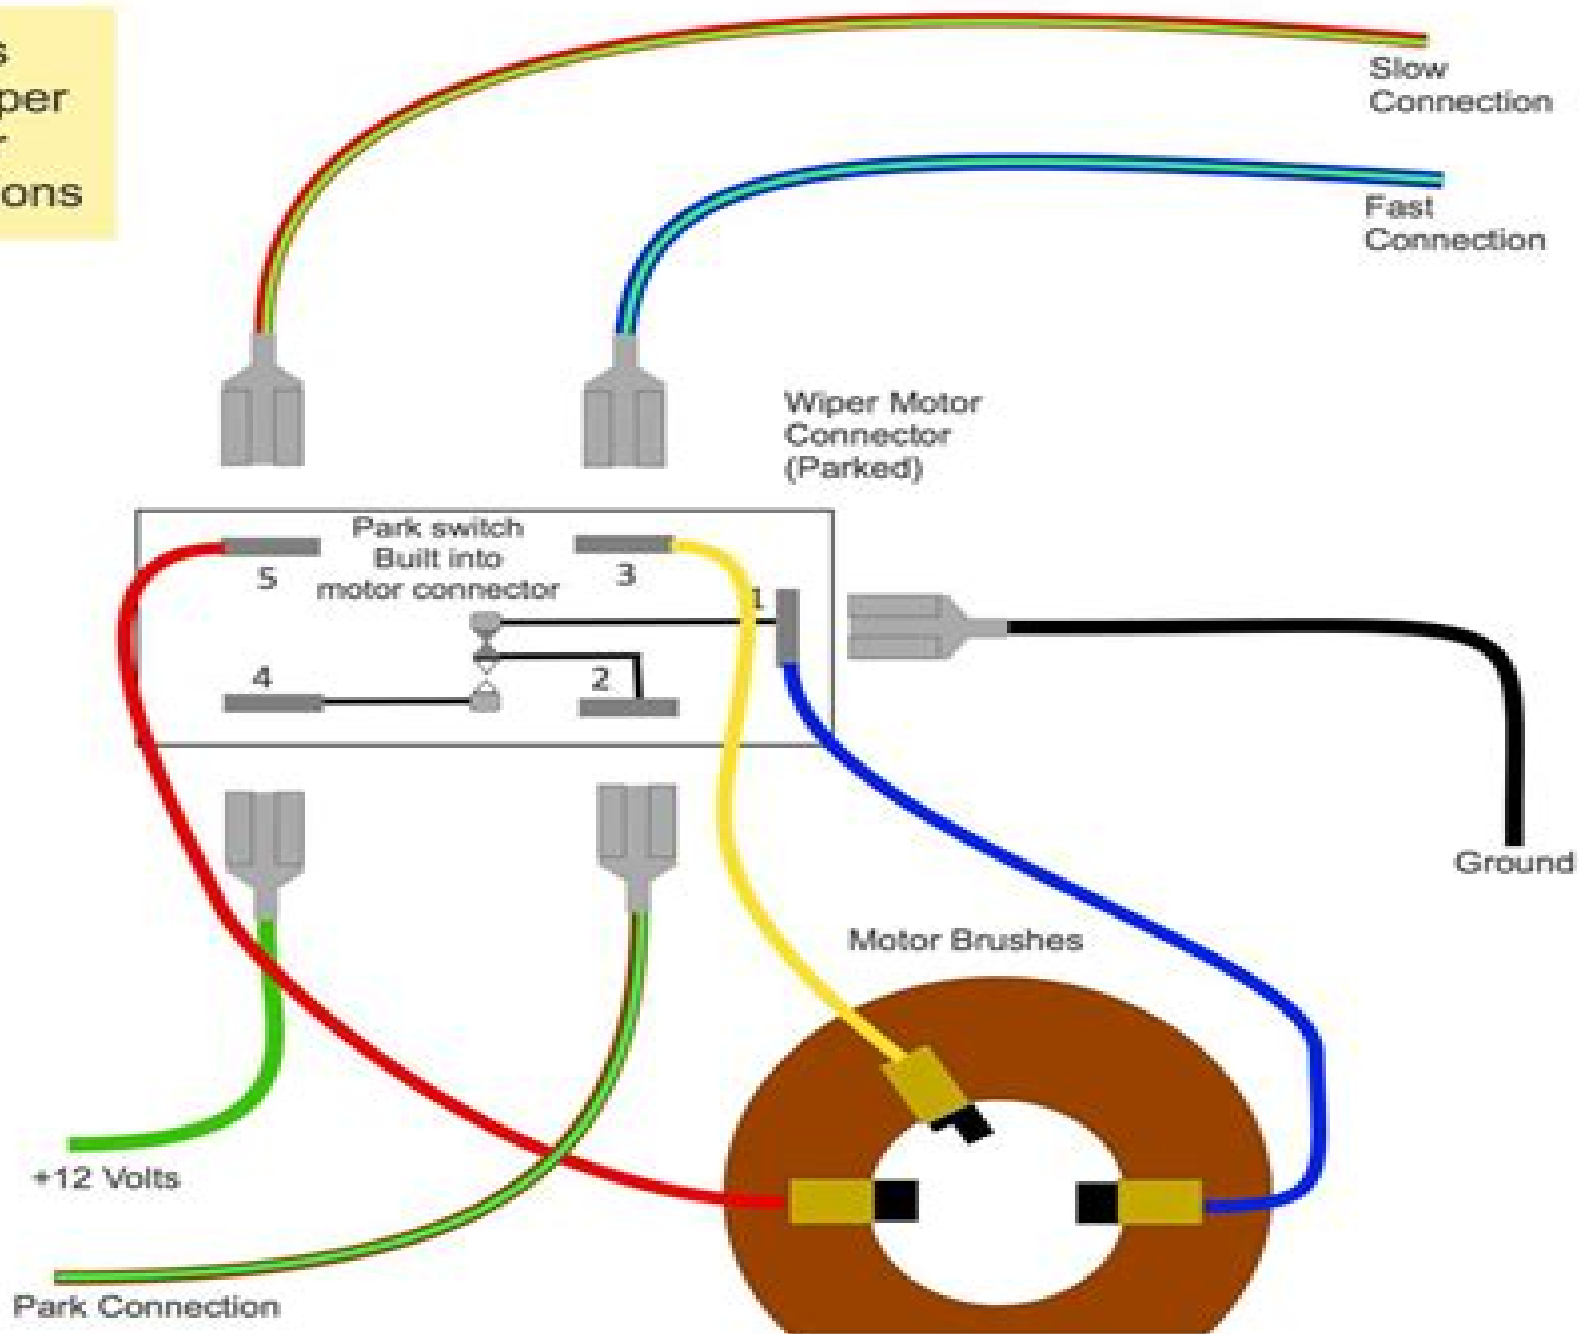 ons
Slow
Connection
Fast
Connection
Wiper Motor
Connector
(Parked)
Park switch
Built into
motor connector
5
3
1
4
2
Ground
Motor Brushes
+12 Volts
Park Connection